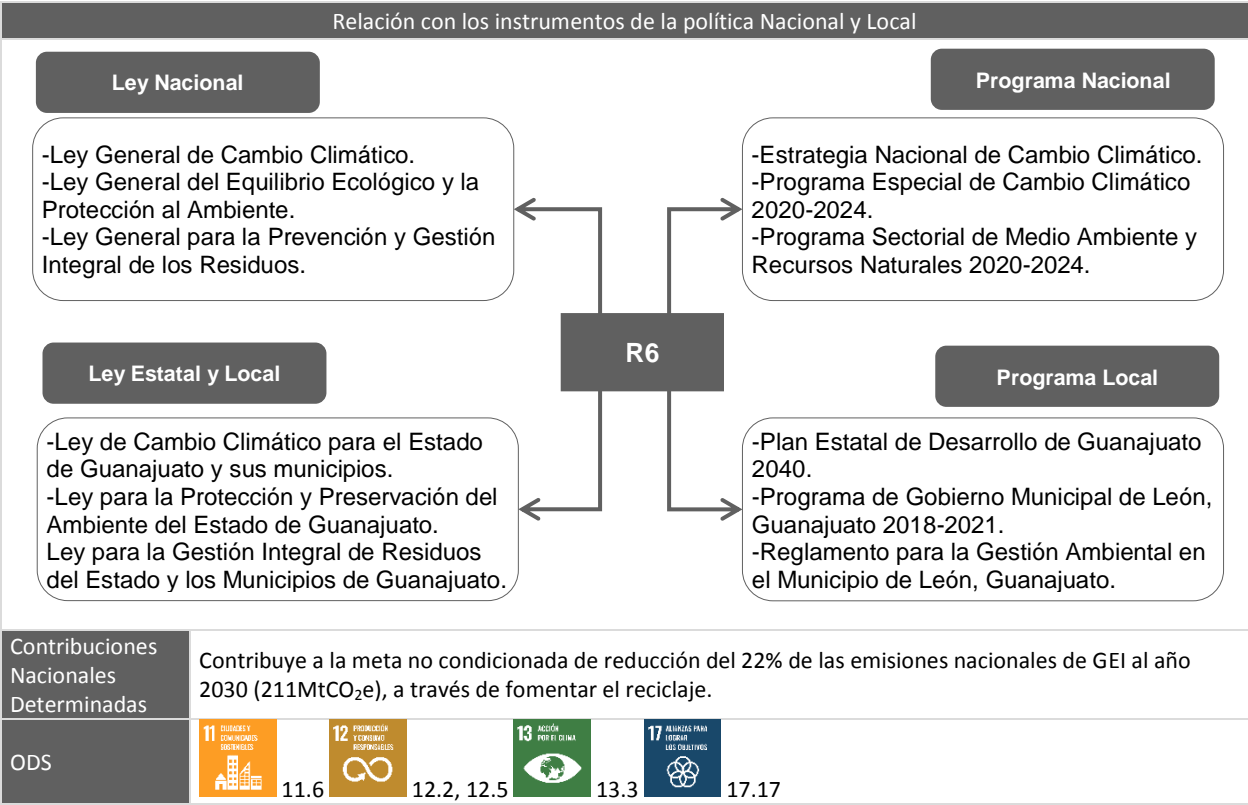 Relación con los instrumentos de la política Nacional y Local
Ley Nacional
-Ley General de Cambio Climático.
-Ley General del Equilibrio Ecológico y la
Protección al Ambiente.
-Ley General para la Prevención y Gestión
Integral de los Residuos.
Programa Nacional
-Estrategia Nacional de Cambio Climático.
-Programa Especial de Cambio Climático
2020-2024.
-Programa Sectorial de Medio Ambiente y
Recursos Naturales 2020-2024.
R6
Ley Estatal y Local
-Ley de Cambio Climático para el Estado
de Guanajuato y sus municipios.
-Ley para la Protección y Preservación del
Ambiente del Estado de Guanajuato.
Ley para la Gestión Integral de Residuos
del Estado y los Municipios de Guanajuato.
Programa Local
-Plan Estatal de Desarrollo de Guanajuato
2040.
-Programa de Gobierno Municipal de León,
Guanajuato 2018-2021.
-Reglamento para la Gestión Ambiental en
el Municipio de León, Guanajuato.
Contribuciones
Nacionales
Determinadas
Contribuye a la meta no condicionada de reducción del 22% de las emisiones nacionales de GEI al año
2030 (211MtCO₂e), a través de fomentar el reciclaje.
ODS
11 CIUDADES Y
COMUNIDADES
SOSTENIBLES
11.6
12 PRODUCCIÓN
Y CONSUMO
RESPONSABLES
12.2, 12.5
13 ACCIÓN
POR EL CLIMA
13.3
17 ALIANZAS PARA
LOGRAR
LOS OBJETIVOS
17.17